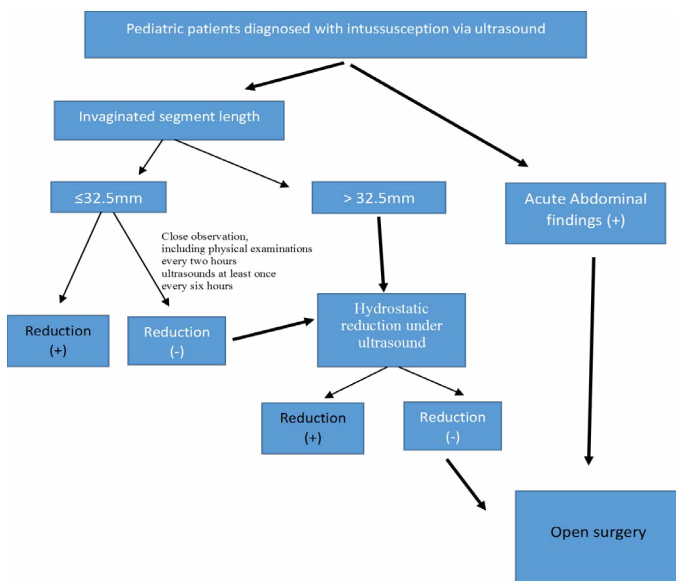 Pediatric patients diagnosed with intussusception via ultrasound
Invaginated segment length
≤32.5mm
> 32.5mm
Acute Abdominal
findings (+)
Close observation,
including physical examinations
every two hours
ultrasounds at least once
every six hours
Reduction
(+)
Reduction
(-)
Hydrostatic
reduction under
ultrasound
Reduction
(+)
Reduction
(-)
Open surgery